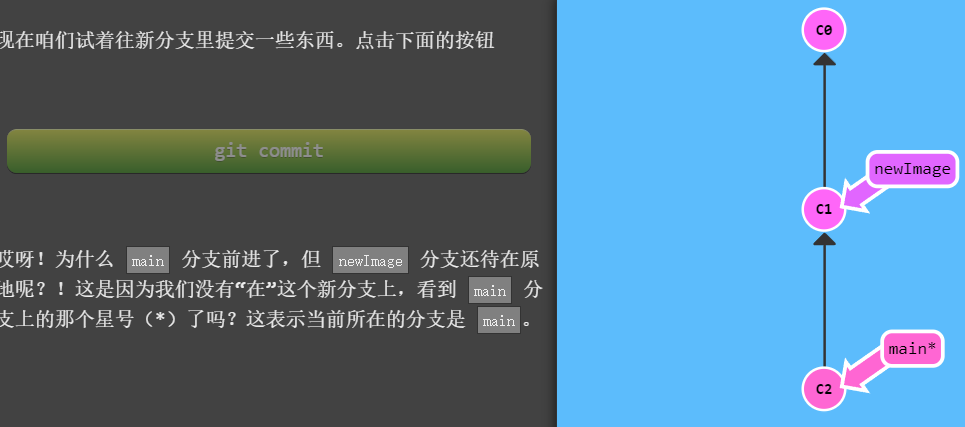 现在咱们试着往新分支里提交一些东西。点击下面的按钮
git commit
哎呀！为什么 main 分支前进了，但 newImage 分支还待在原
地呢？！这是因为我们没有“在”这个新分支上，看到 main 分
支上的那个星号（*）了吗？这表示当前所在的分支是 main。
C0
newImage
C1
main*
C2